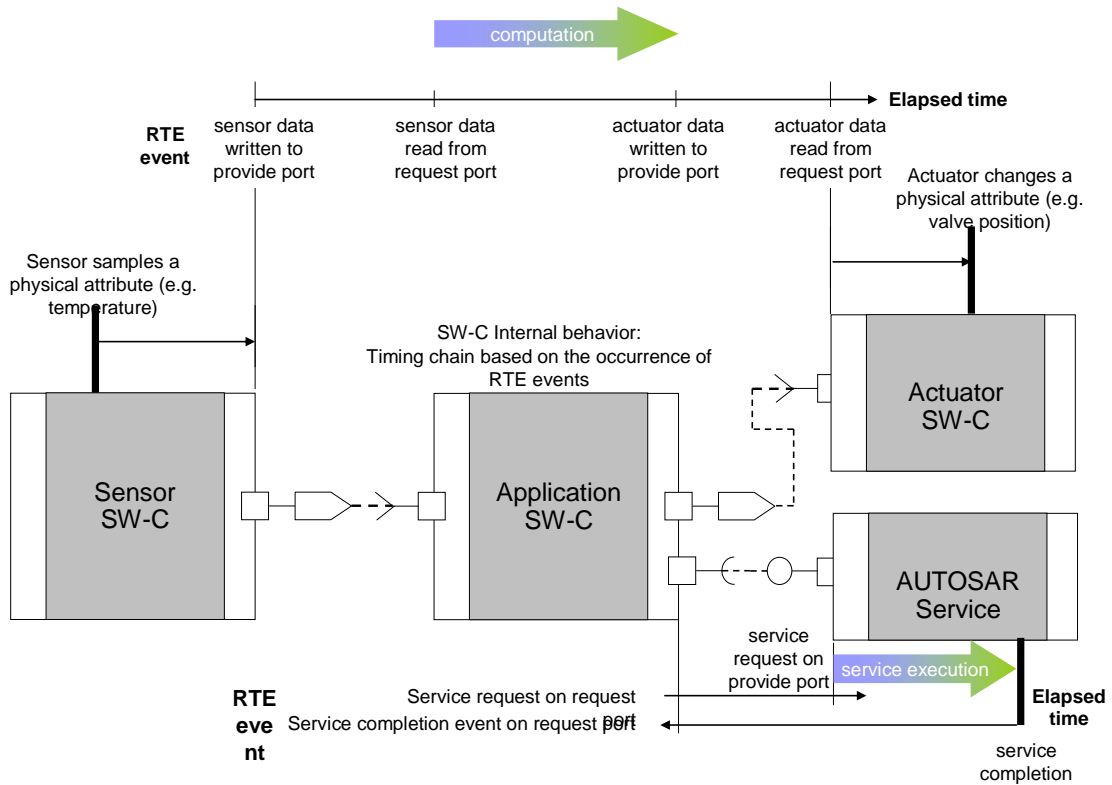 computation
Elapsed time
RTE
event
sensor data
written to
provide port
sensor data
read from
request port
actuator data
written to
provide port
actuator data
read from
request port
Actuator changes a
physical attribute (e.g.
valve position)
Sensor samples a
physical attribute (e.g.
temperature)
SW-C Internal behavior:
Timing chain based on the occurrence of
RTE events
Sensor
SW-C
Application
SW-C
Actuator
SW-C
AUTOSAR
Service
service
request on
provide port
service execution
RTE
eve
nt
Service request on request
port
Service completion event on request port
Elapsed
time
service
completion